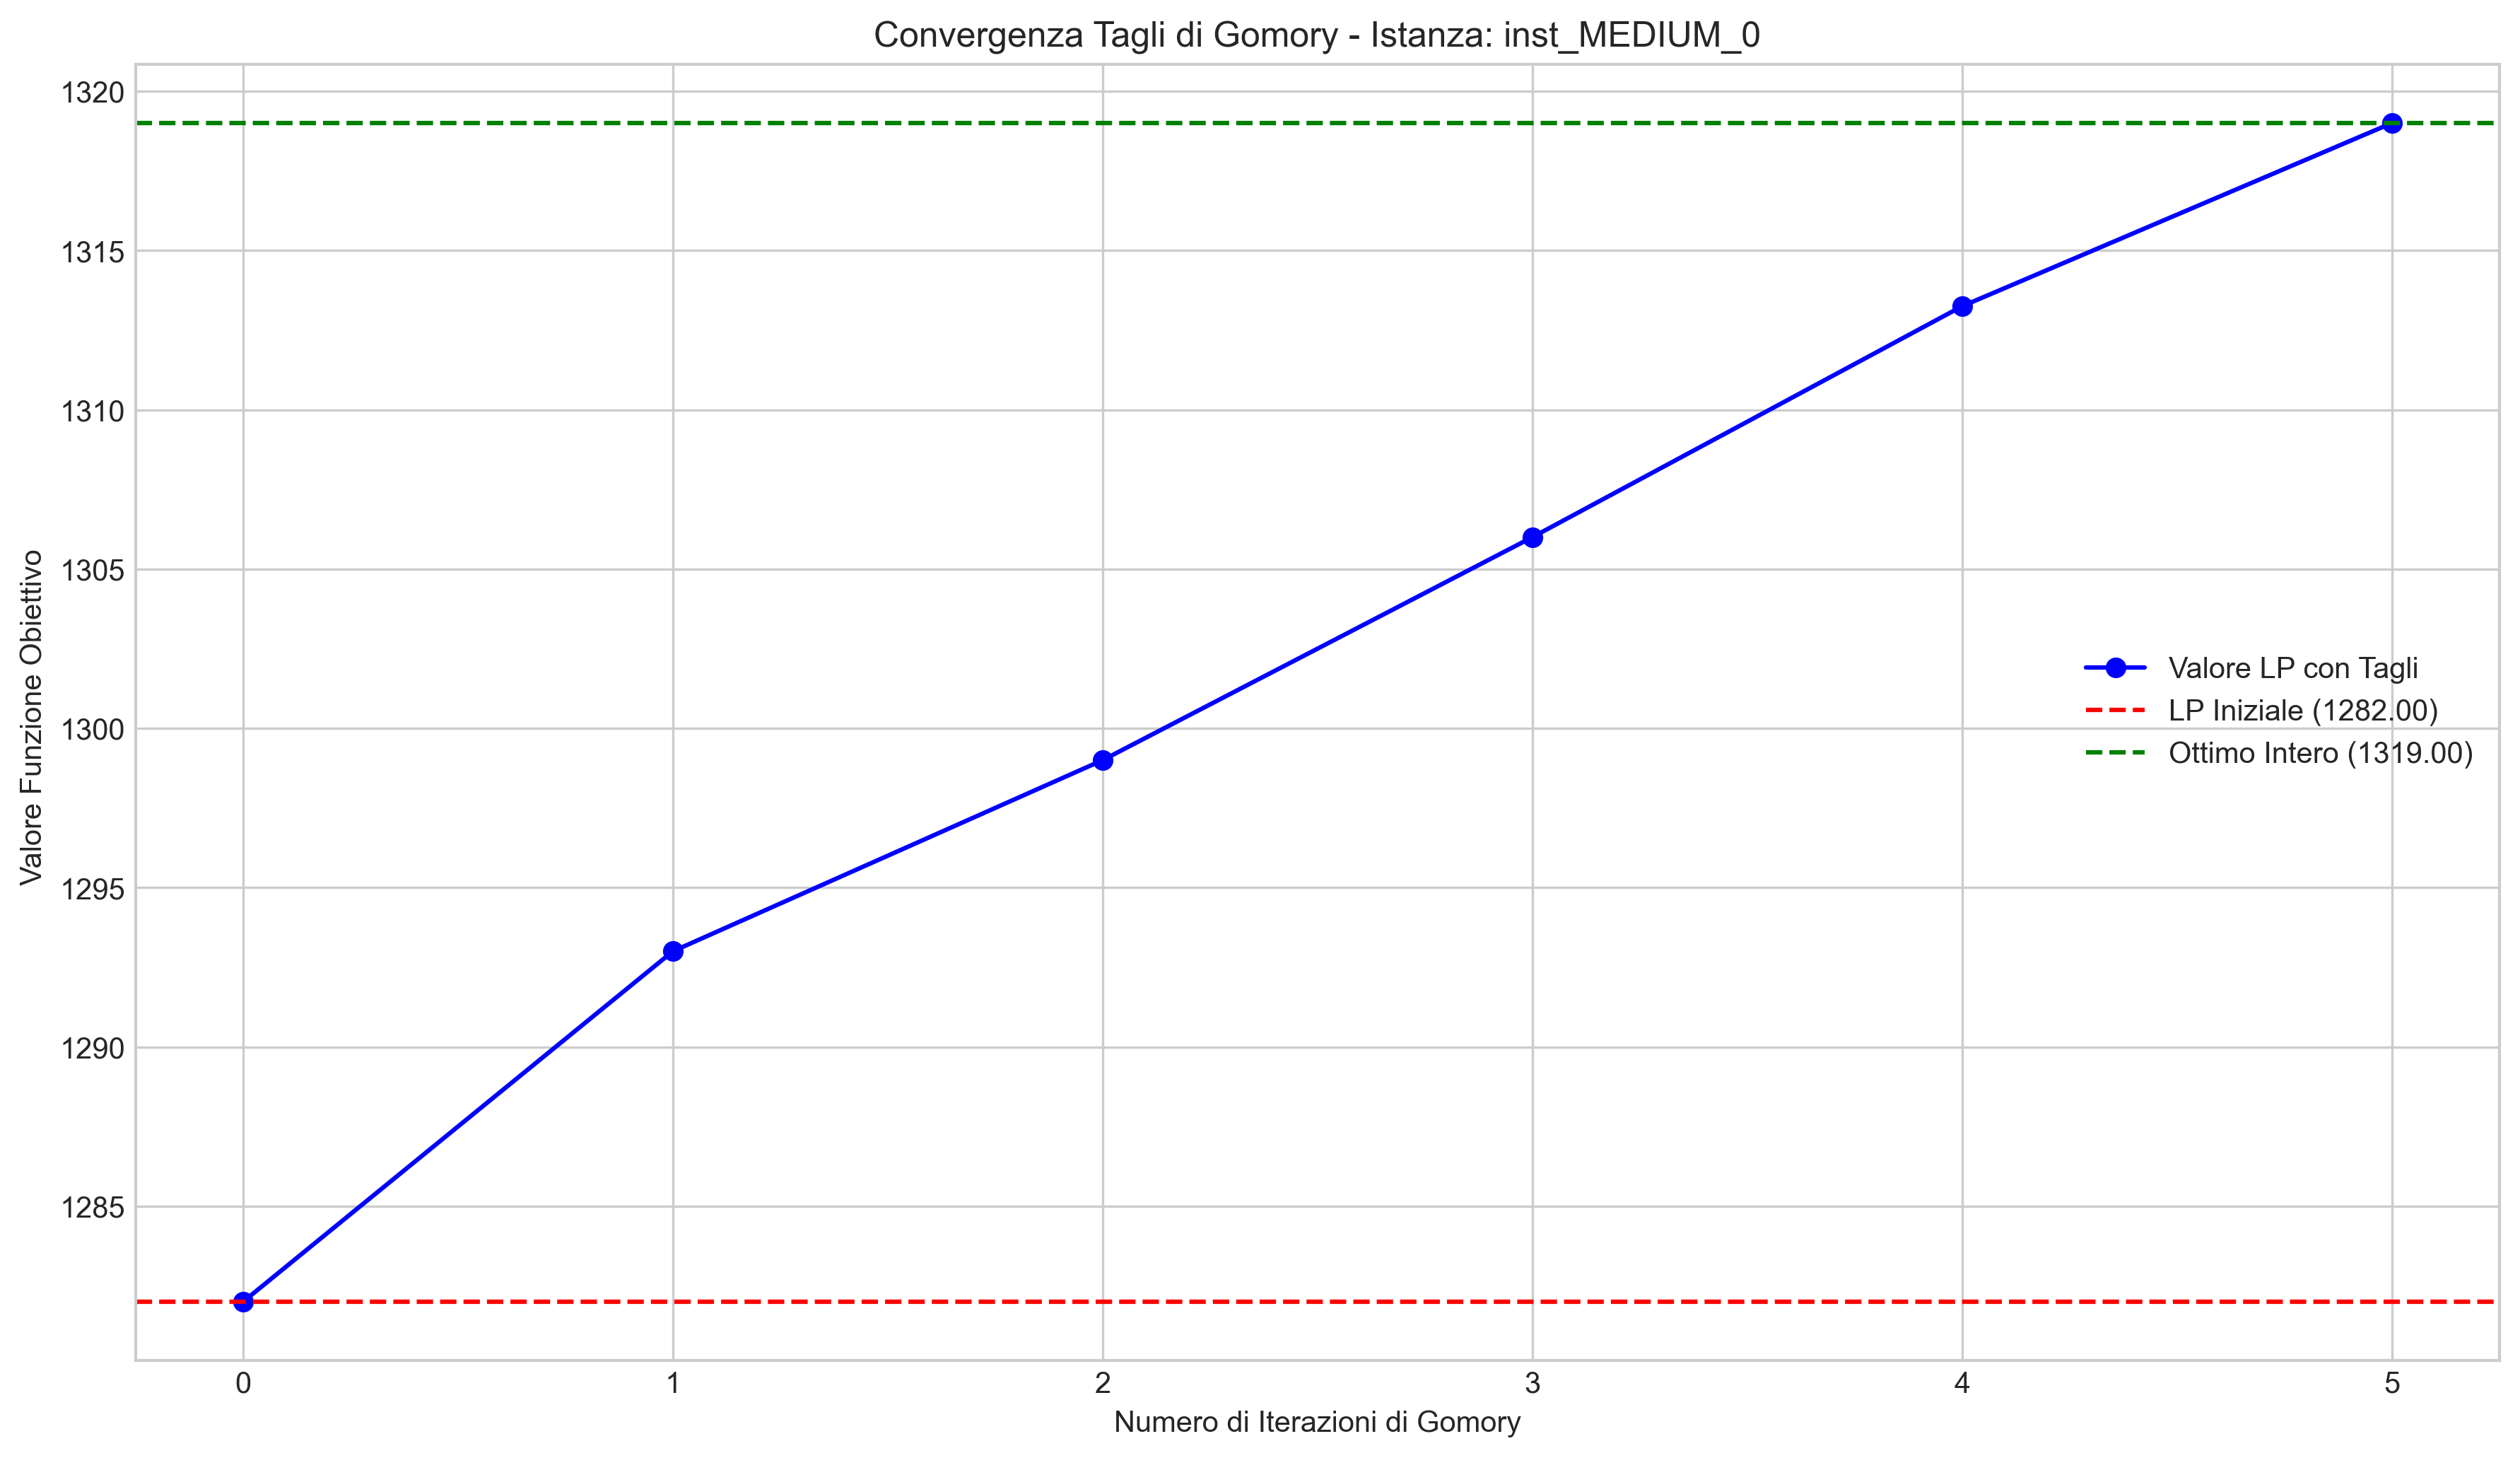 Convergenza Tagli di Gomory - Istanza: inst_MEDIUM_0
Valore Funzione Obiettivo
1320
1315
1310
1305
1300
1295
1290
1285
Valore LP con Tagli
LP Iniziale (1282.00)
Ottimo Intero (1319.00)
0 1 2 3 4 5
Numero di Iterazioni di Gomory